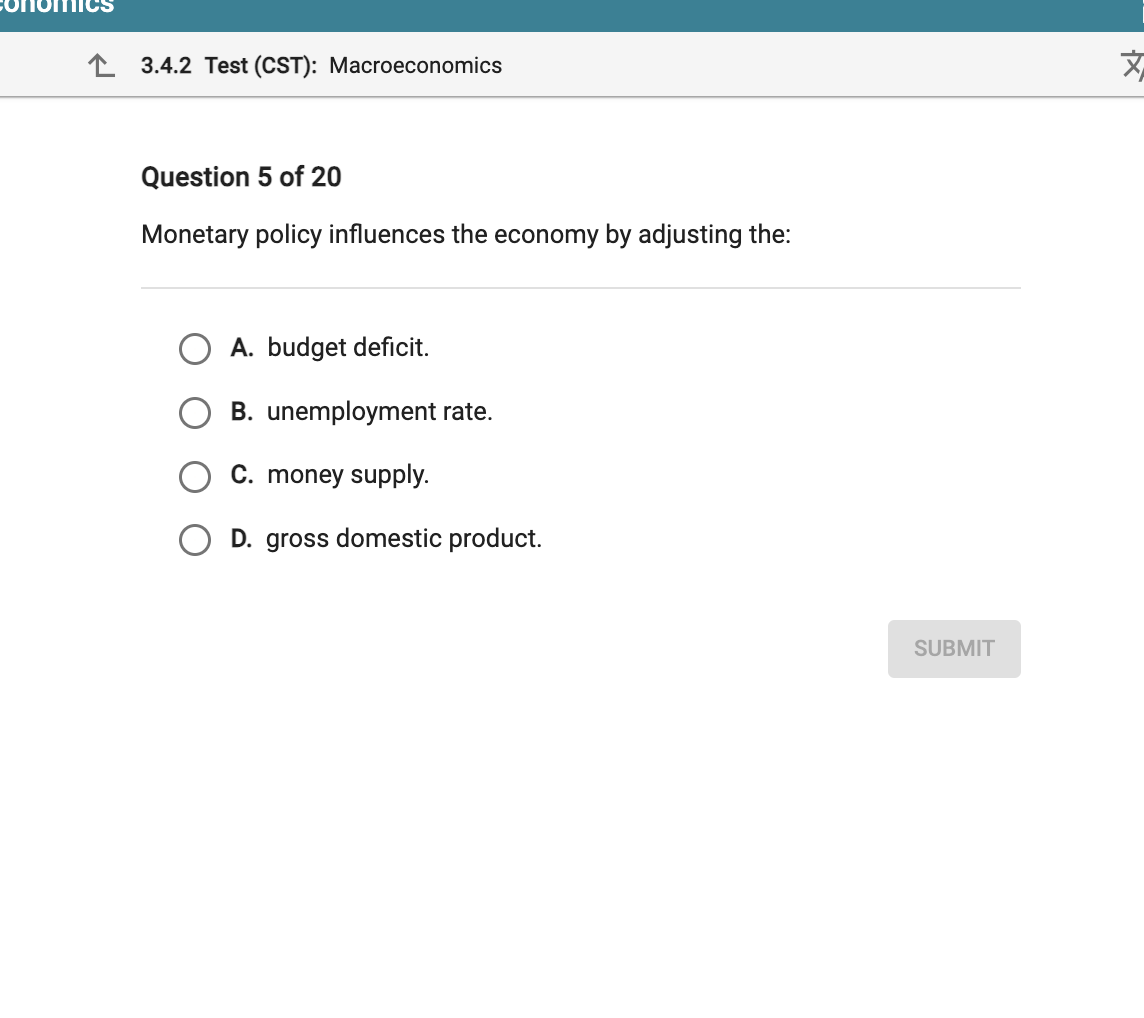 3.4.2 Test (CST): Macroeconomics
Question 5 of 20
Monetary policy influences the economy by adjusting the:
A. budget deficit.
B. unemployment rate.
C. money supply.
D. gross domestic product.
SUBMIT